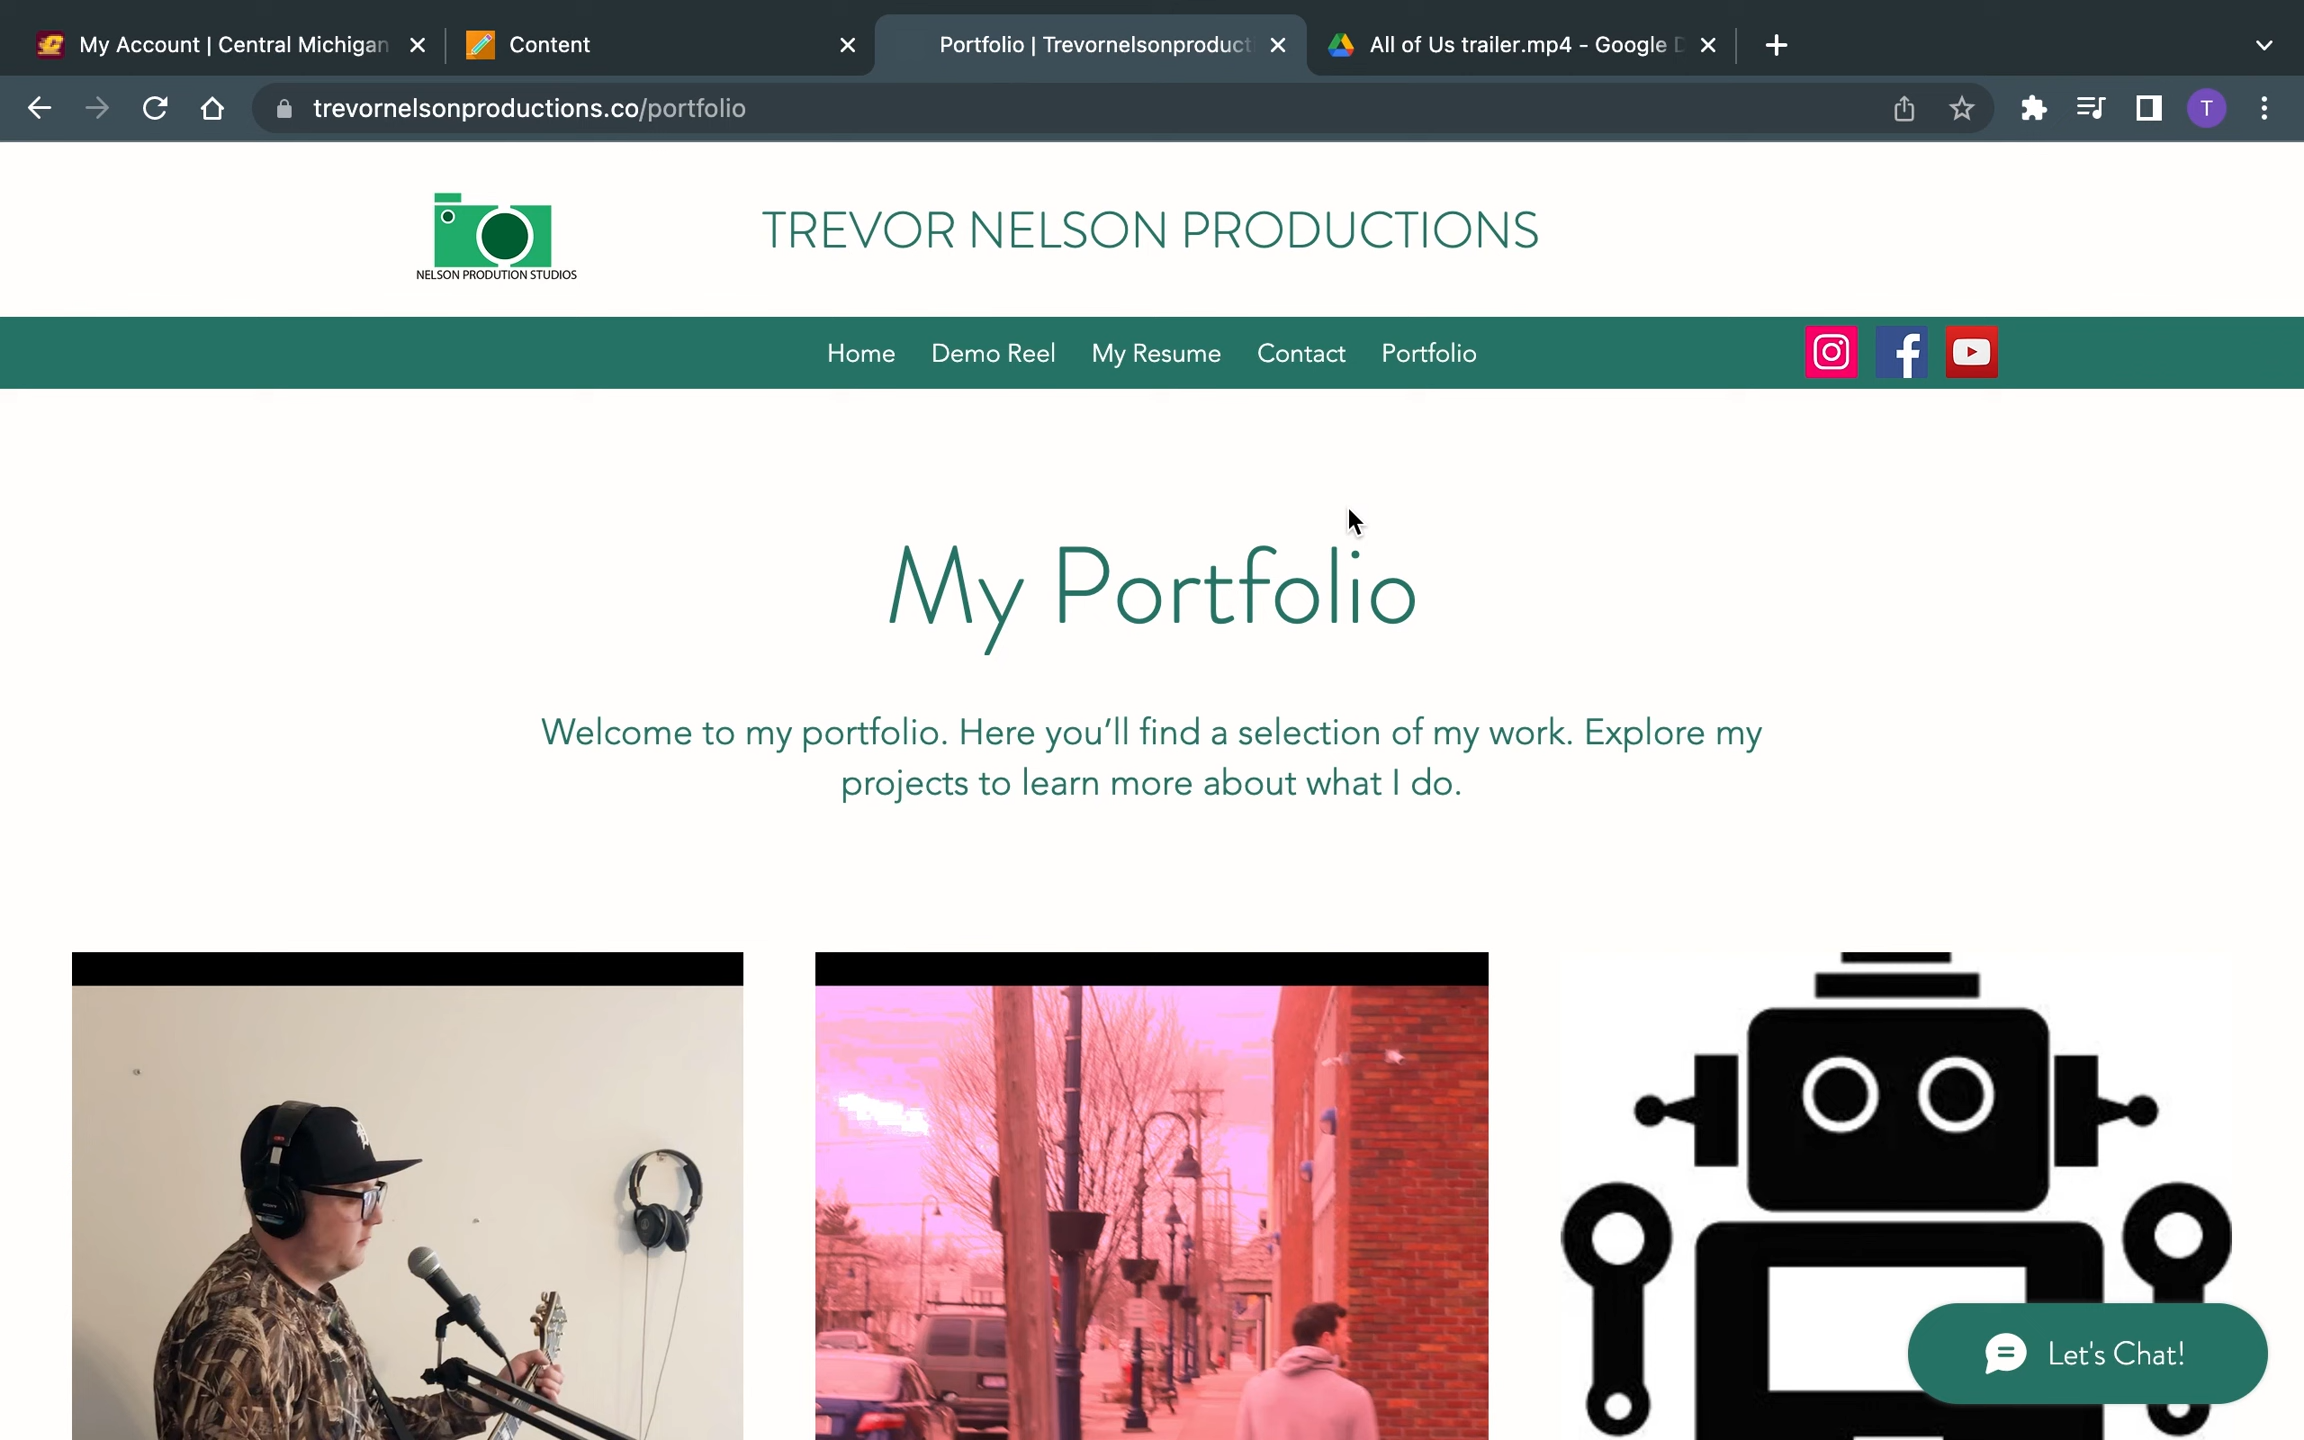 My Account | Central Michigan
Content
Portfolio | Trevornelsonproduct
All of Us trailer.mp4 - Google D
trevornelsonproductions.co/portfolio
T
NELSON PRODUTION STUDIOS
TREVOR NELSON PRODUCTIONS
Home Demo Reel My Resume Contact Portfolio
My Portfolio
Welcome to my portfolio. Here you’ll find a selection of my work. Explore my
projects to learn more about what I do.
Let's Chat!